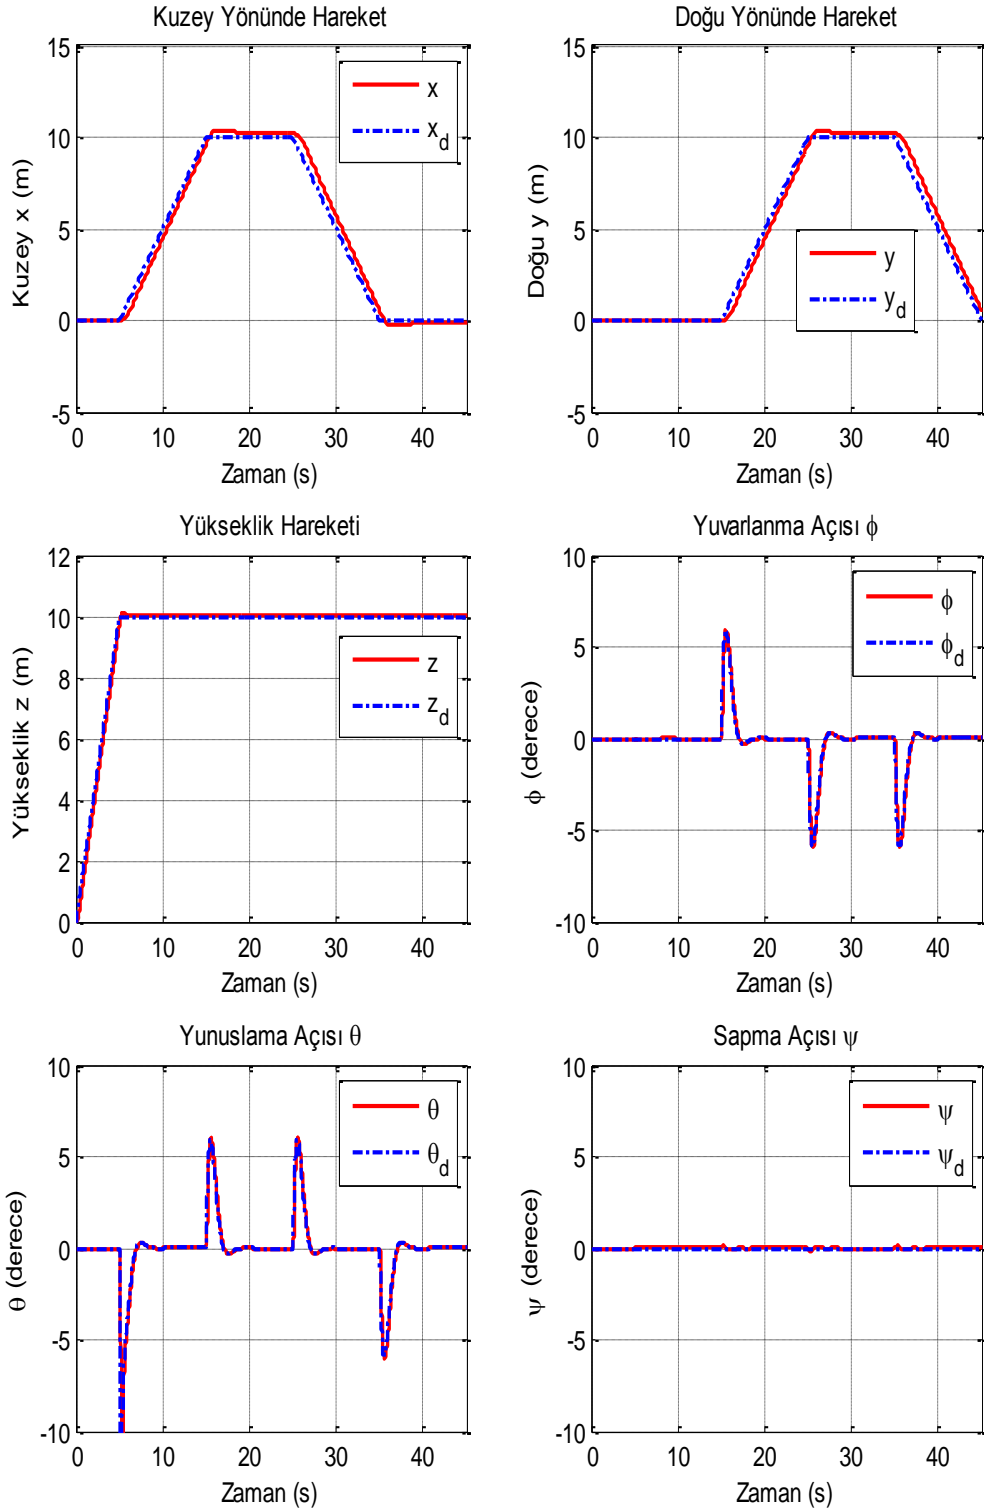 Kuzey Yönünde Hareket
15
10
5
0
-5
Kuzey x (m)
x
x_d
0 10 20 30 40
Zaman (s)
Doğu Yönünde Hareket
15
10
5
0
-5
Doğu y (m)
y
y_d
0 10 20 30 40
Zaman (s)
Yükseklik Hareketi
12
10
8
6
4
2
0
Yükseklik z (m)
z
z_d
0 10 20 30 40
Zaman (s)
Yuvarlanma Açısı ϕ
10
5
0
-5
-10
ϕ (derece)
ϕ
ϕ_d
0 10 20 30 40
Zaman (s)
Yunuslama Açısı θ
10
5
0
-5
-10
θ (derece)
θ
θ_d
0 10 20 30 40
Zaman (s)
Sapma Açısı ψ
10
5
0
-5
-10
ψ (derece)
ψ
ψ_d
0 10 20 30 40
Zaman (s)